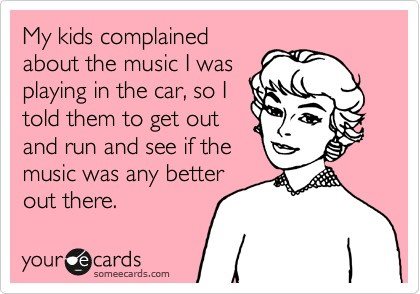 My kids complained
about the music I was
playing in the car, so I
told them to get out
and run and see if the
music was any better
out there.
your e cards
someecards.com